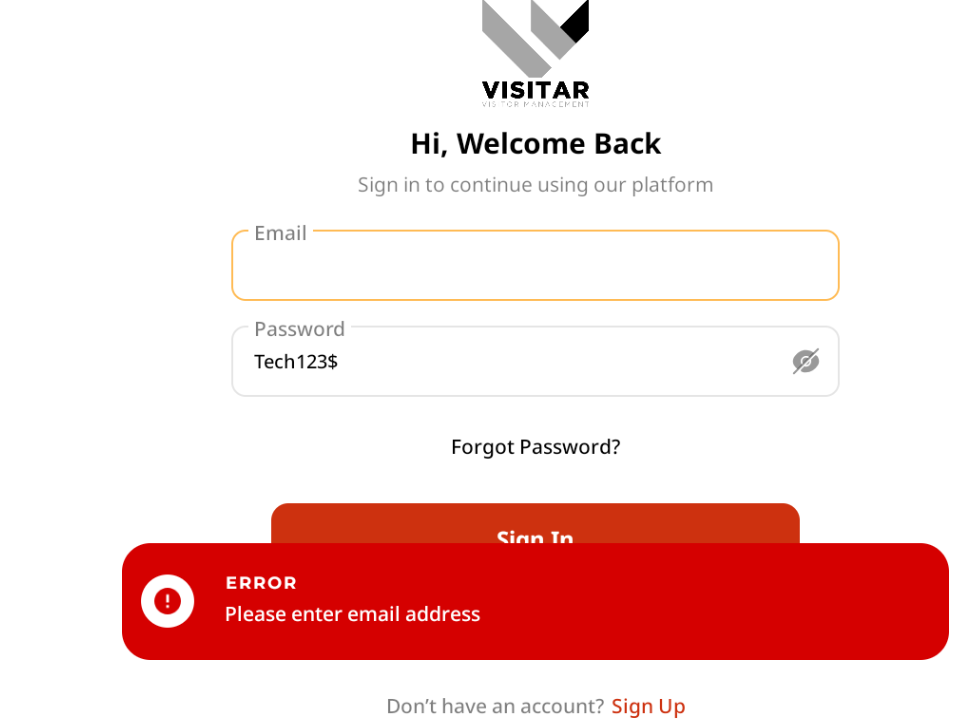 VISITAR
VISITOR MANAGEMENT
Hi, Welcome Back
Sign in to continue using our platform
Email
Password
Tech123$
Forgot Password?
Sign In
ERROR
Please enter email address
Don’t have an account? Sign Up